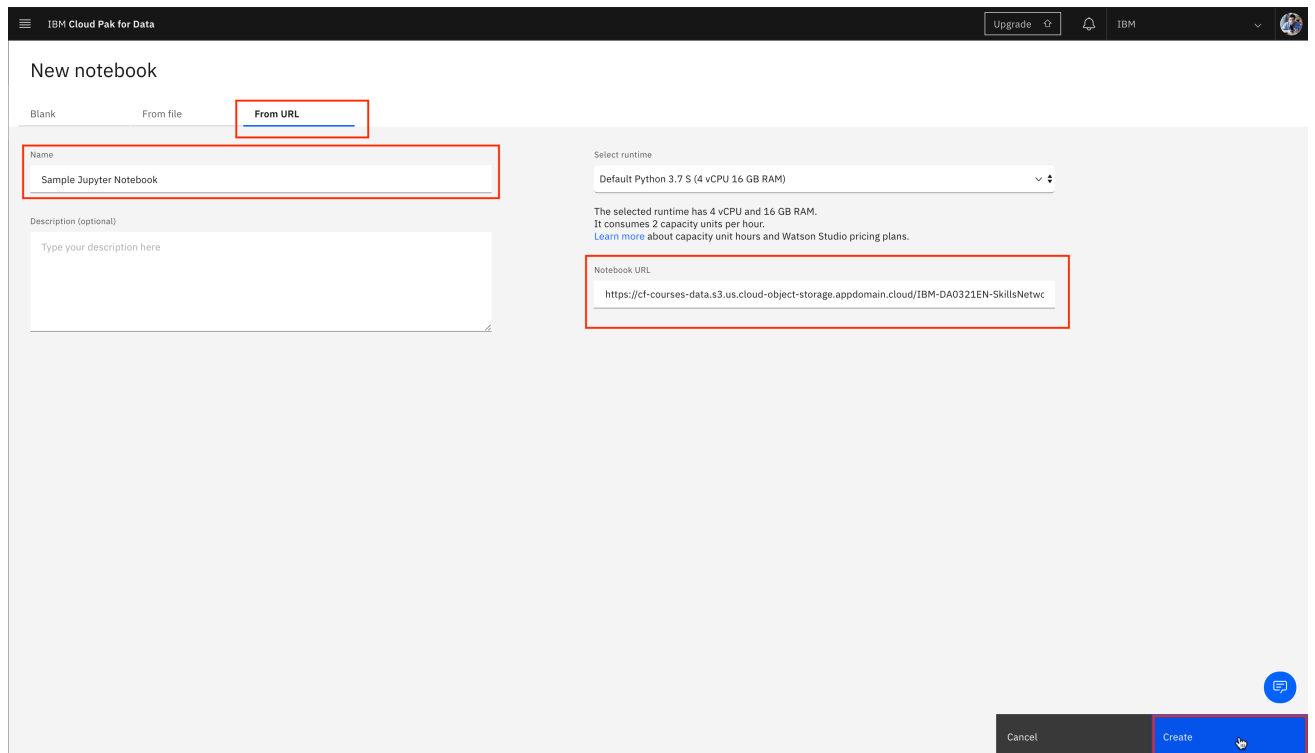 IBM Cloud Pak for Data
Upgrade
IBM
New notebook
Blank
From file
From URL
Name
Sample Jupyter Notebook
Description (optional)
Type your description here
Select runtime
Default Python 3.7 S (4 vCPU 16 GB RAM)
The selected runtime has 4 vCPU and 16 GB RAM.
It consumes 2 capacity units per hour.
Learn more about capacity unit hours and Watson Studio pricing plans.
Notebook URL
https://cf-courses-data.s3.us.cloud-object-storage.appdomain.cloud/IBM-DA0321EN-SkillsNetwo
Cancel
Create